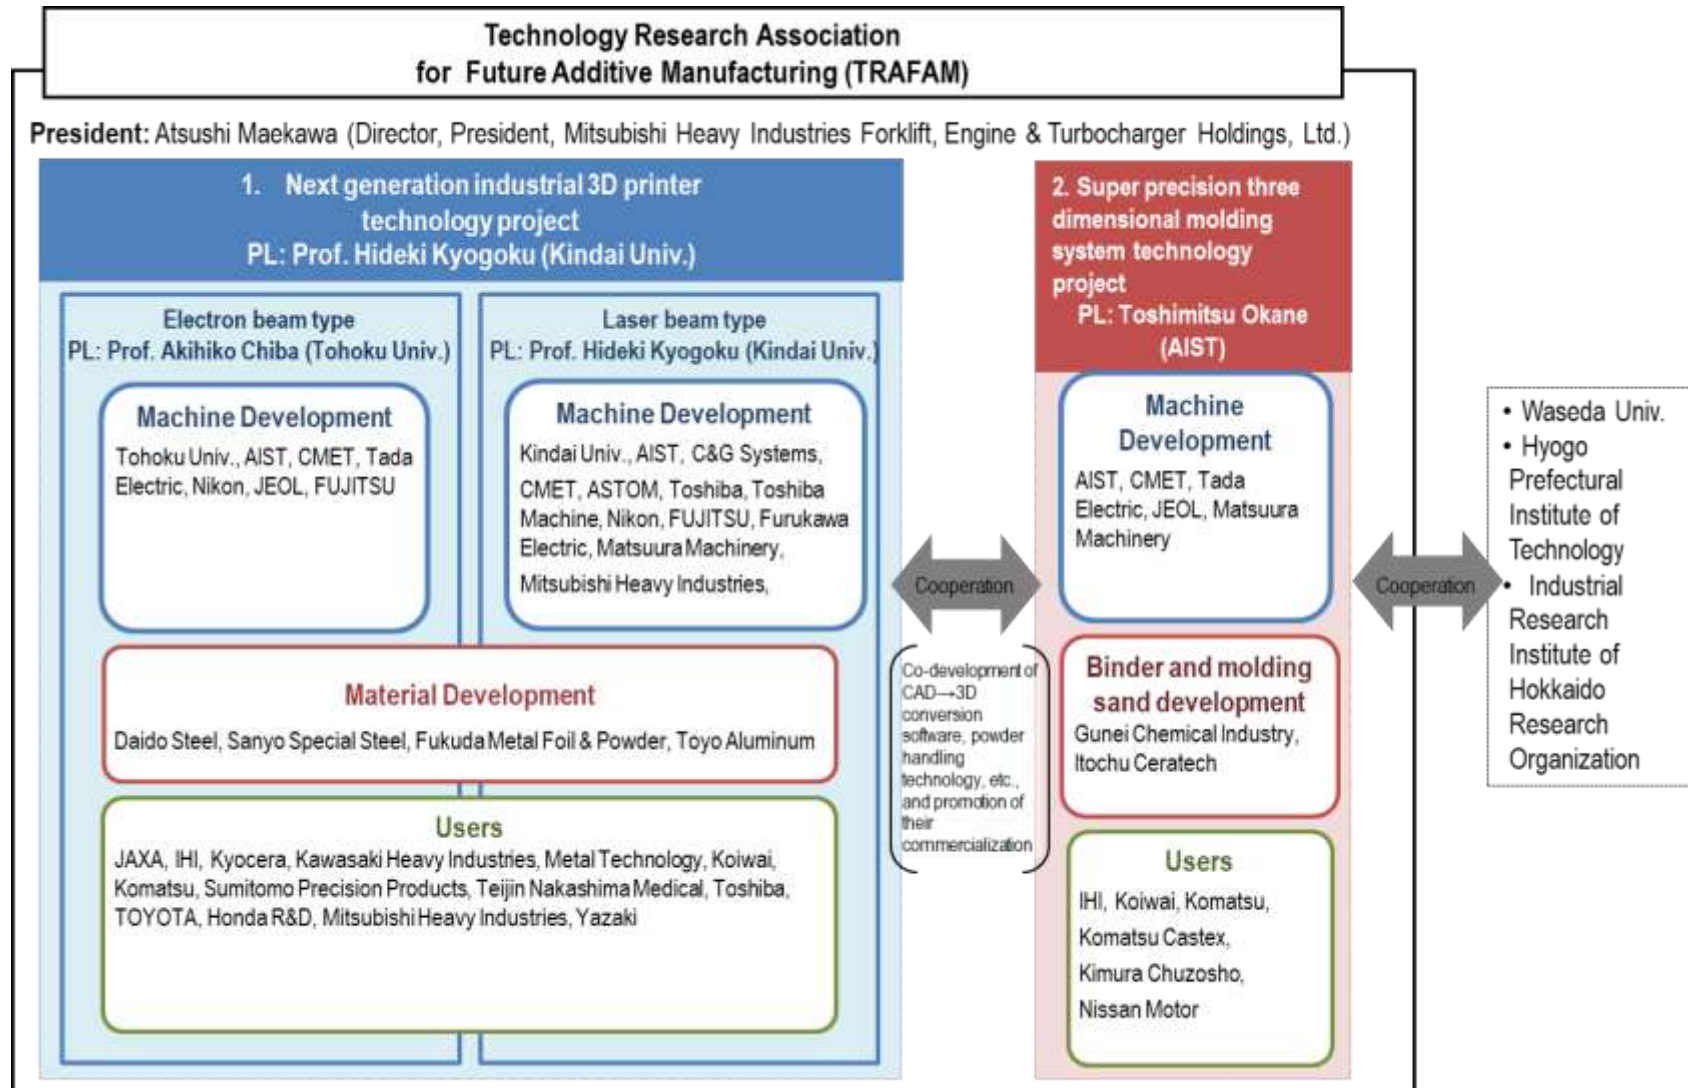 Technology Research Association
for Future Additive Manufacturing (TRAFAM)
President: Atsushi Maekawa (Director, President, Mitsubishi Heavy Industries Forklift, Engine & Turbocharger Holdings, Ltd.)
1. Next generation industrial 3D printer
technology project
PL: Prof. Hideki Kyogoku (Kindai Univ.)
Electron beam type
PL: Prof. Akihiko Chiba (Tohoku Univ.)
Machine Development
Tohoku Univ., AIST, CMET, Tada
Electric, Nikon, JEOL, FUJITSU
Laser beam type
PL: Prof. Hideki Kyogoku (Kindai Univ.)
Machine Development
Kindai Univ., AIST, C&G Systems,
CMET, ASTOM, Toshiba, Toshiba
Machine, Nikon, FUJITSU, Furukawa
Electric, Matsuura Machinery,
Mitsubishi Heavy Industries,
Material Development
Daido Steel, Sanyo Special Steel, Fukuda Metal Foil & Powder, Toyo Aluminum
Users
JAXA, IHI, Kyocera, Kawasaki Heavy Industries, Metal Technology, Koiwai,
Komatsu, Sumitomo Precision Products, Teijin Nakashima Medical, Toshiba,
TOYOTA, Honda R&D, Mitsubishi Heavy Industries, Yazaki
Cooperation
Co-development of
CAD→3D
conversion
software, powder
handling
technology, etc.,
and promotion of
their
commercialization
2. Super precision three
dimensional molding
system technology
project
PL: Toshimitsu Okane
(AIST)
Machine
Development
AIST, CMET, Tada
Electric, JEOL, Matsuura
Machinery
Binder and molding
sand development
Gunei Chemical Industry,
Itochu Ceratech
Users
IHI, Koiwai, Komatsu,
Komatsu Castex,
Kimura Chuzosho,
Nissan Motor
Cooperation
• Waseda Univ.
• Hyogo
Prefectural
Institute of
Technology
• Industrial
Research
Institute of
Hokkaido
Research
Organization